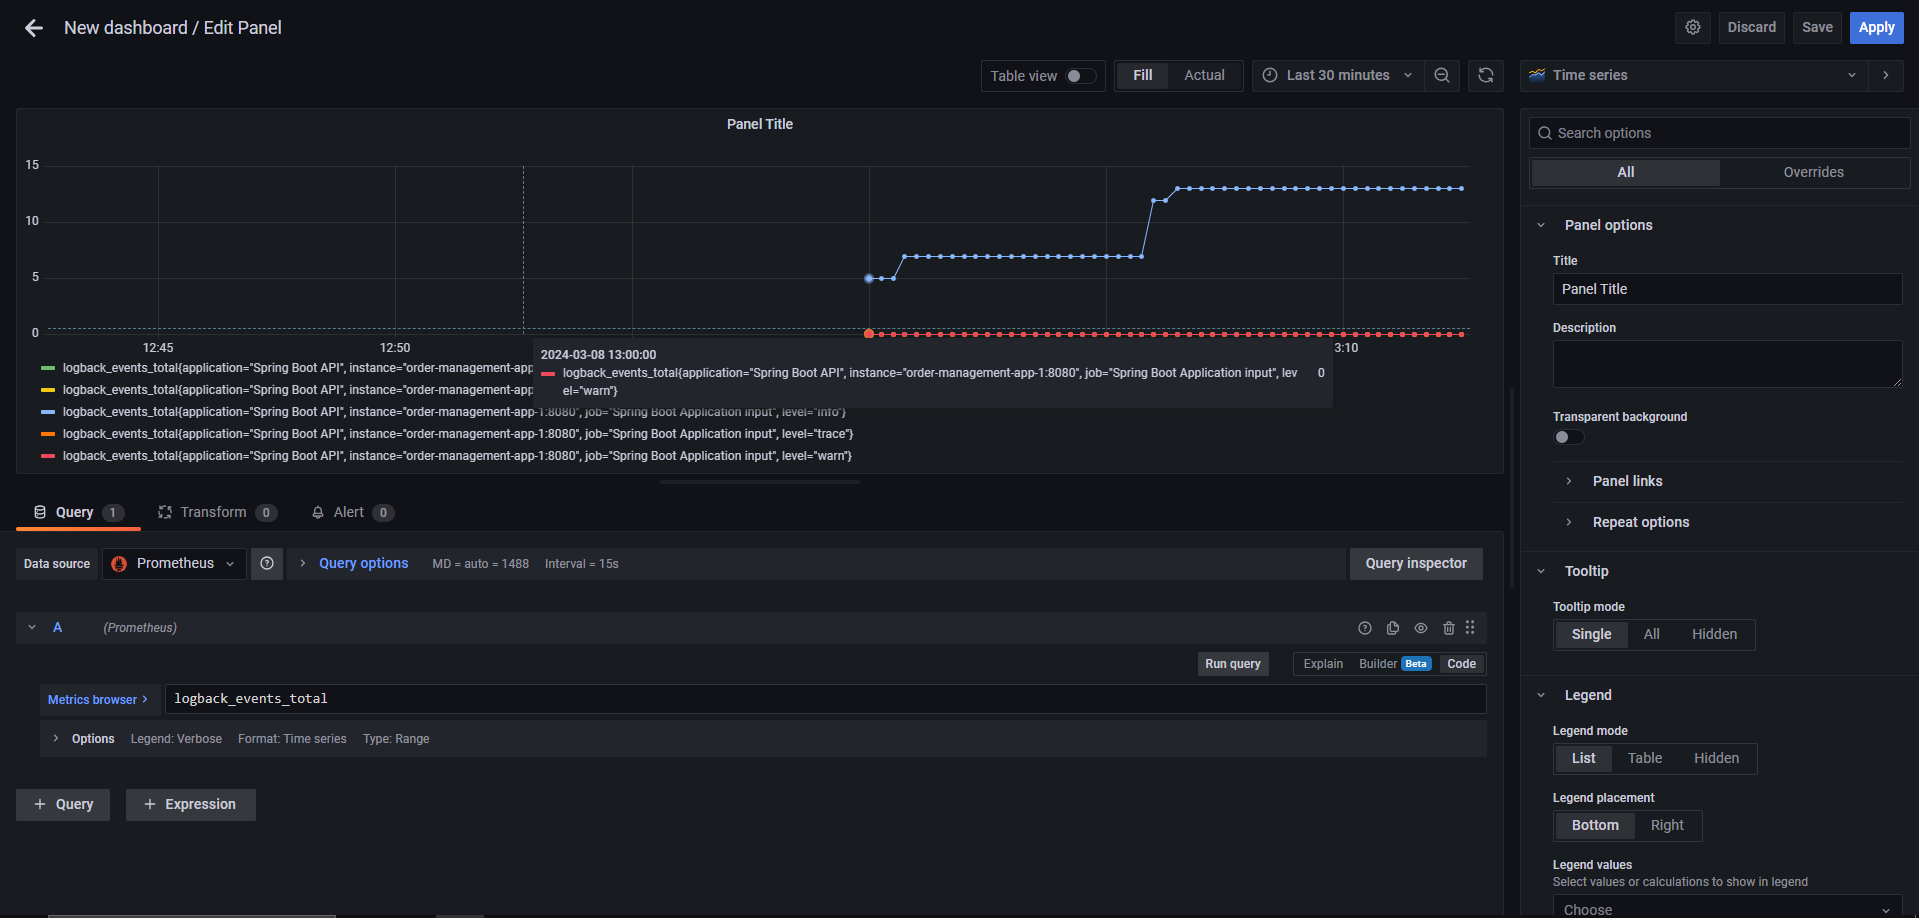 New dashboard / Edit Panel
Discard
Save
Apply
Table view
Fill
Actual
Last 30 minutes
Time series
Panel Title
15
10
5
0
12:45
12:50
3:10
2024-03-08 13:00:00
logback_events_total{application="Spring Boot API", instance="order-management-app-1:8080", job="Spring Boot Application input", lev
el="warn"}
0
logback_events_total{application="Spring Boot API", instance="order-management-app
logback_events_total{application="Spring Boot API", instance="order-management-app
logback_events_total{application="Spring Boot API", instance="order-management-app-1:8080", job="Spring Boot Application input", level="info"}
logback_events_total{application="Spring Boot API", instance="order-management-app-1:8080", job="Spring Boot Application input", level="trace"}
logback_events_total{application="Spring Boot API", instance="order-management-app-1:8080", job="Spring Boot Application input", level="warn"}
Query 1
Transform 0
Alert 0
Data source
Prometheus
Query options
MD = auto = 1488
Interval = 15s
Query inspector
A
(Prometheus)
Run query
Explain
Builder Beta
Code
Metrics browser >
logback_events_total
Options
Legend: Verbose
Format: Time series
Type: Range
+ Query
+ Expression
Search options
All
Overrides
Panel options
Title
Panel Title
Description
Transparent background
Panel links
Repeat options
Tooltip
Tooltip mode
Single
All
Hidden
Legend
Legend mode
List
Table
Hidden
Legend placement
Bottom
Right
Legend values
Select values or calculations to show in legend
Choose